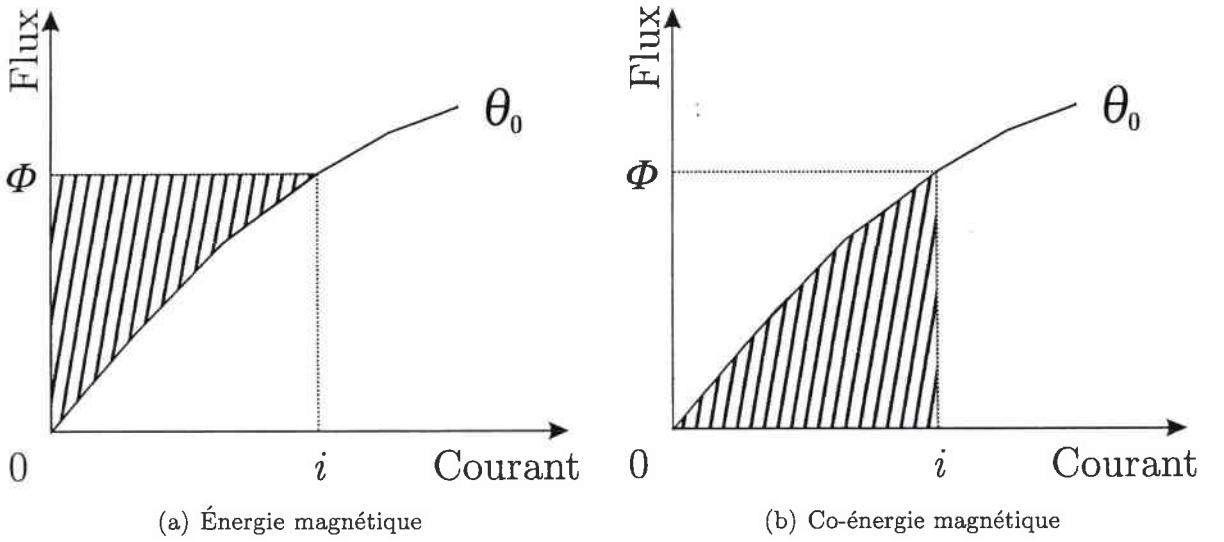 Flux
θ₀
Φ
0
i
Courant
(a) Énergie magnétique
Flux
θ₀
Φ
0
i
Courant
(b) Co-énergie magnétique